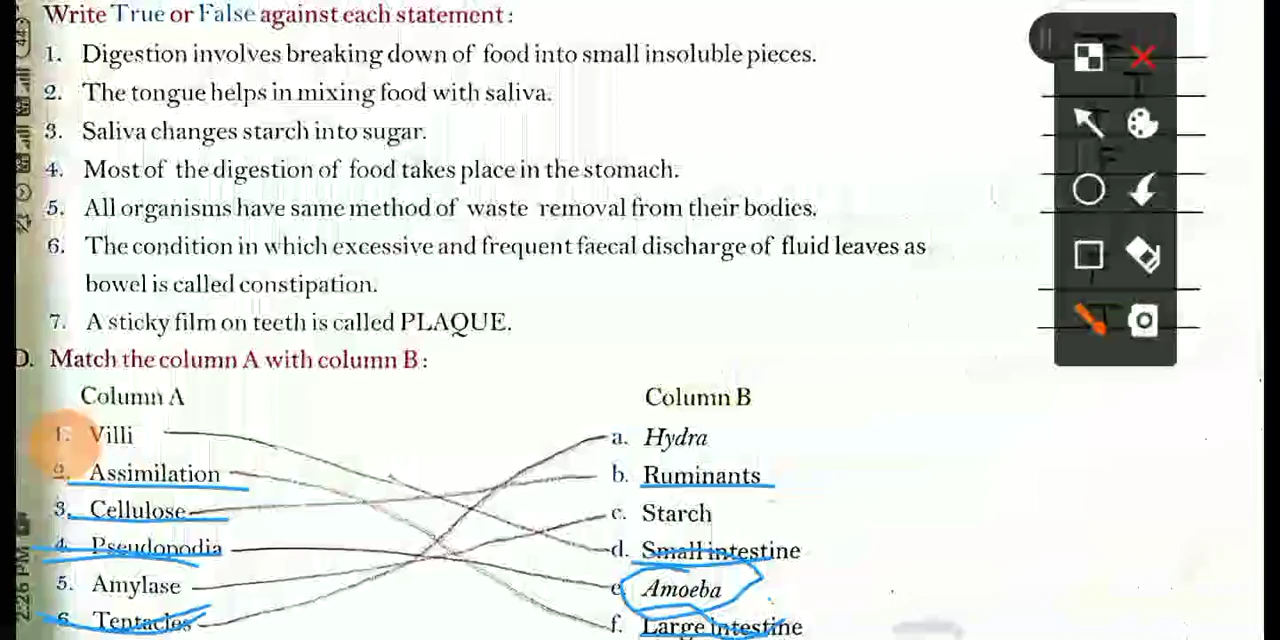 Write True or False against each statement :
1. Digestion involves breaking down of food into small insoluble pieces.
2. The tongue helps in mixing food with saliva.
3. Saliva changes starch into sugar.
4. Most of the digestion of food takes place in the stomach.
5. All organisms have same method of waste removal from their bodies.
6. The condition in which excessive and frequent faecal discharge of fluid leaves as
bowel is called constipation.
7. A sticky film on teeth is called PLAQUE.
D. Match the column A with column B :
Column A Column B
1. Villi a. Hydra
2. Assimilation b. Ruminants
3. Cellulose c. Starch
4. Pseudopodia d. Small intestine
5. Amylase e. Amoeba
6. Tentacles f. Large intestine
2:26 PM